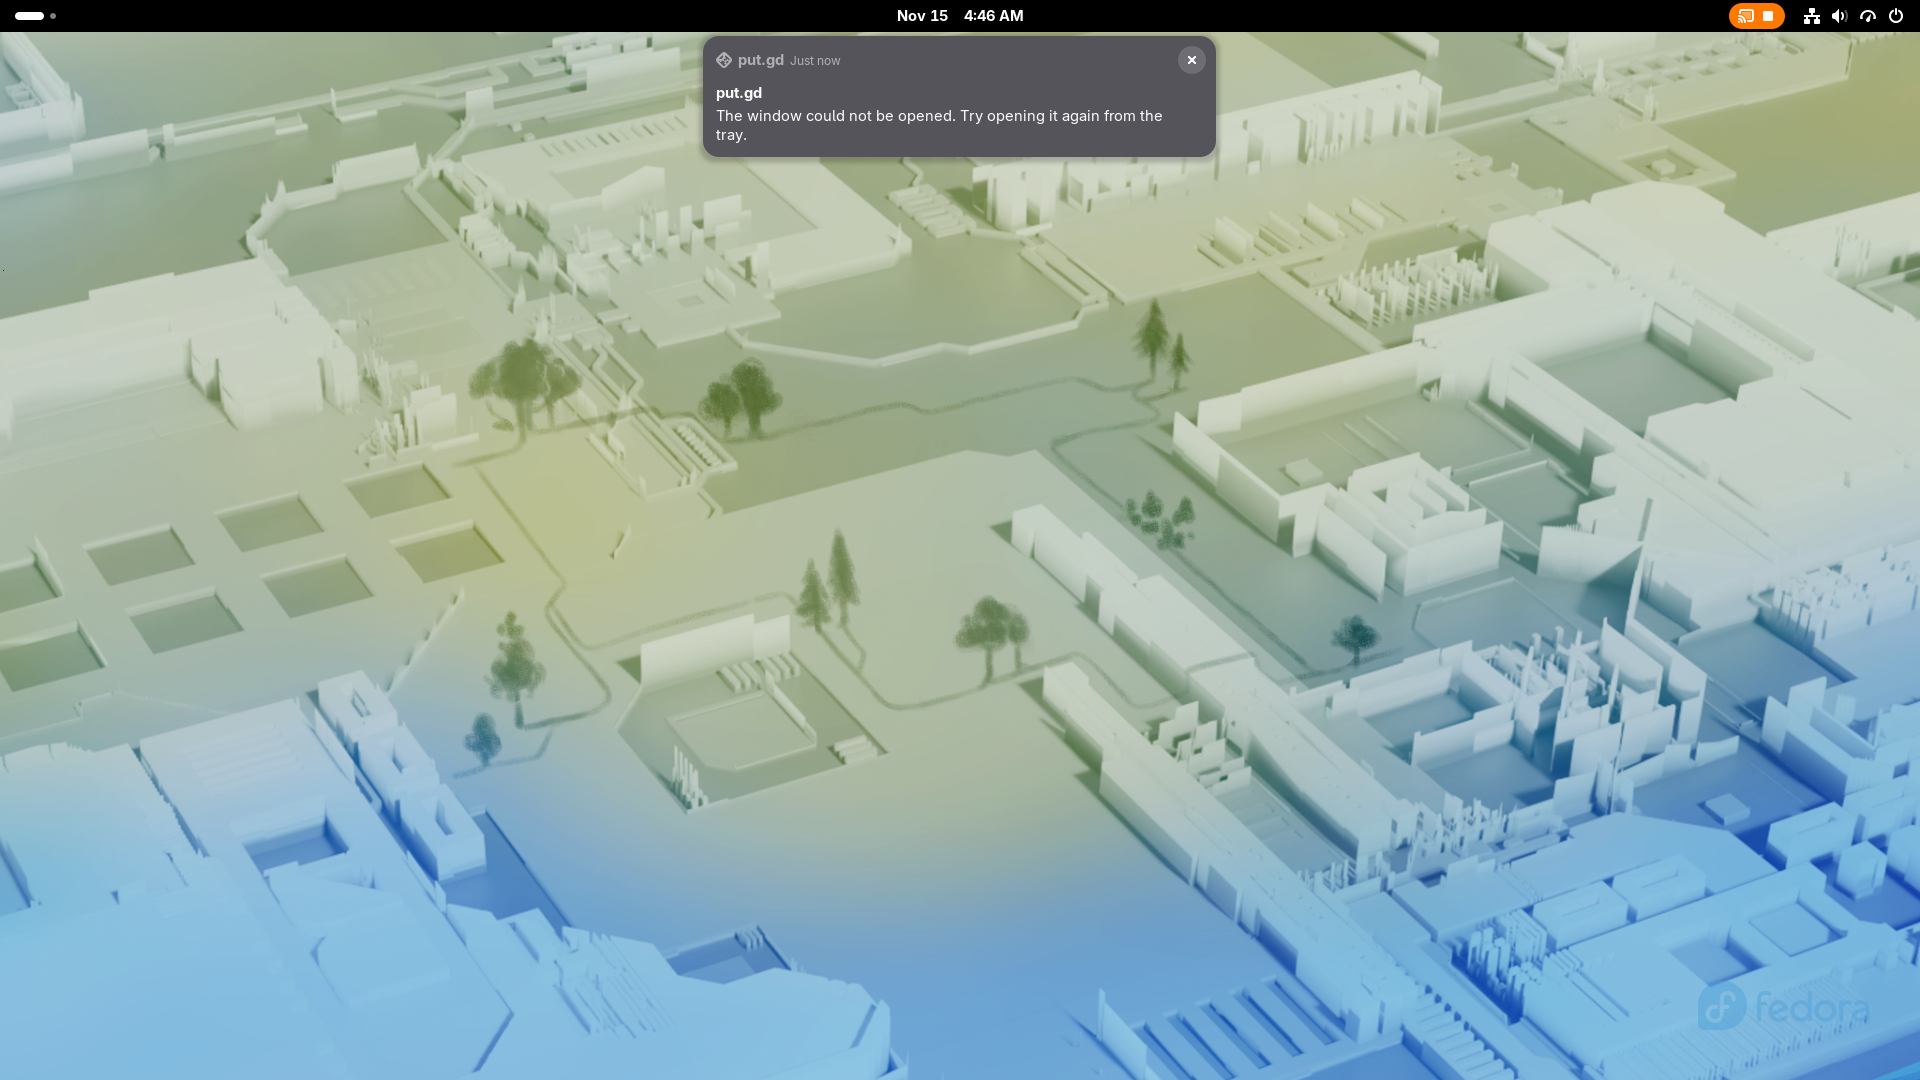 Nov 15 4:46 AM
put.gd Just now
put.gd
The window could not be opened. Try opening it again from the
tray.
fedora